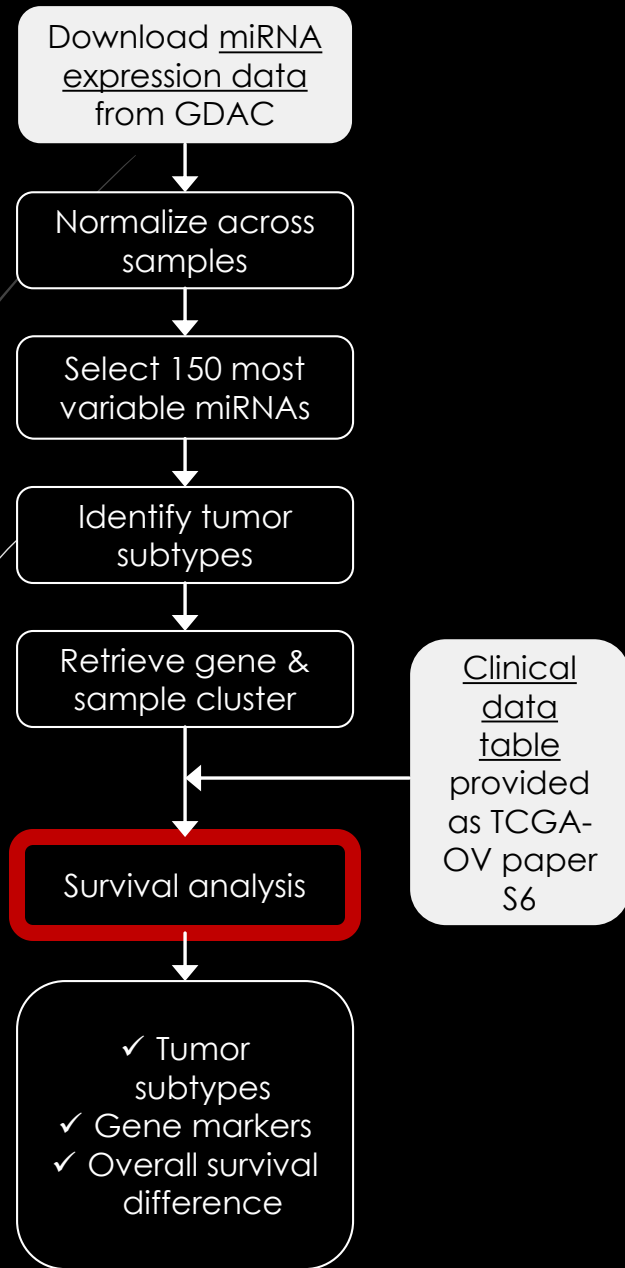 Download miRNA
expression data
from GDAC
Normalize across
samples
Select 150 most
variable miRNAs
Identify tumor
subtypes
Retrieve gene &
sample cluster
Clinical
data
table
provided
as TCGA-
OV paper
S6
Survival analysis
✓ Tumor
subtypes
✓ Gene markers
✓ Overall survival
difference